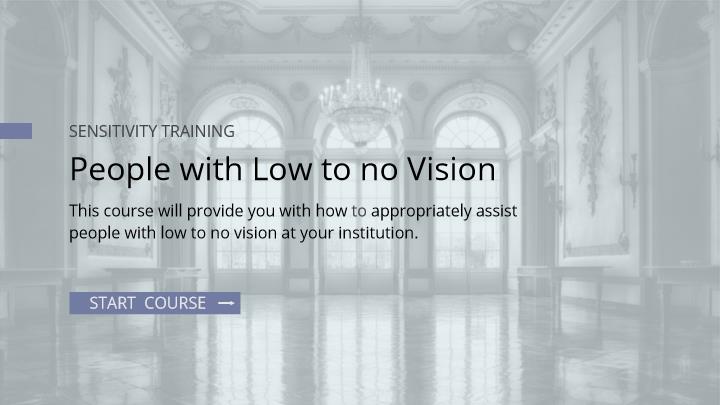 SENSITIVITY TRAINING
People with Low to no Vision
This course will provide you with how to appropriately assist
people with low to no vision at your institution.
START COURSE